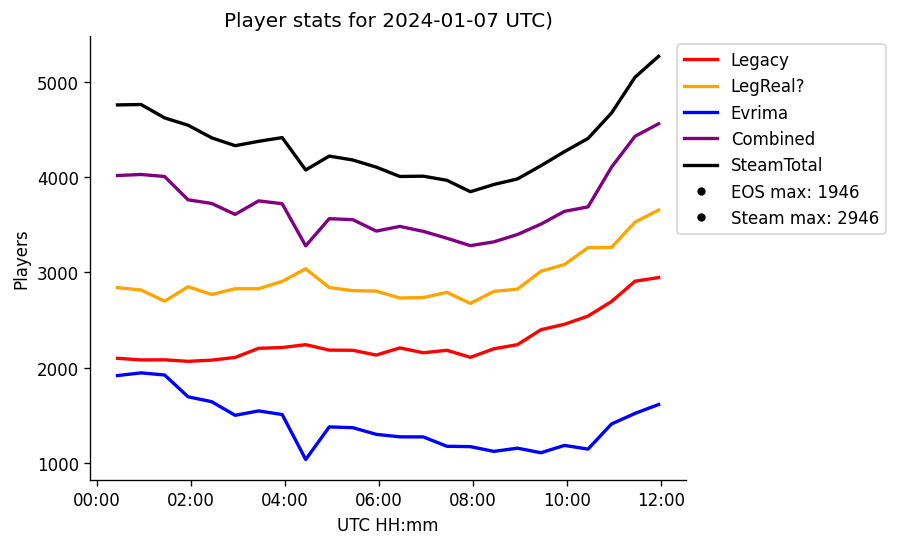 Player stats for 2024-01-07 UTC)
Legacy
LegReal?
Evrima
Combined
SteamTotal
EOS max: 1946
Steam max: 2946
Players
5000
4000
3000
2000
1000
00:00 02:00 04:00 06:00 08:00 10:00 12:00
UTC HH:mm